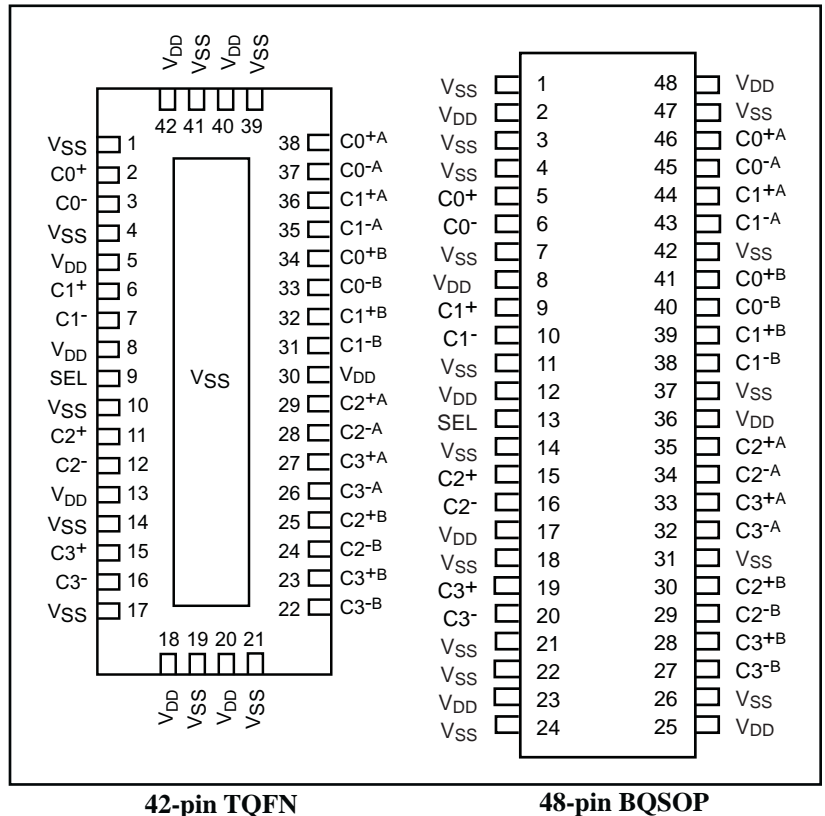 VDD VSS VDD VSS
42 41 40 39
VSS 1
C0+ 2
C0- 3
VSS 4
VDD 5
C1+ 6
C1- 7
VDD 8
SEL 9
VSS 10
C2+ 11
C2- 12
VDD 13
VSS 14
C3+ 15
C3- 16
VSS 17
VSS
38 C0+A
37 C0-A
36 C1+A
35 C1-A
34 C0+B
33 C0-B
32 C1+B
31 C1-B
30 VDD
29 C2+A
28 C2-A
27 C3+A
26 C3-A
25 C2+B
24 C2-B
23 C3+B
22 C3-B
18 19 20 21
VDD VSS VDD VSS
42-pin TQFN
VSS 1 48 VDD
VDD 2 47 VSS
VSS 3 46 C0+A
VSS 4 45 C0-A
C0+ 5 44 C1+A
C0- 6 43 C1-A
VSS 7 42 VSS
VDD 8 41 C0+B
C1+ 9 40 C0-B
C1- 10 39 C1+B
VSS 11 38 C1-B
VDD 12 37 VSS
SEL 13 36 VDD
VSS 14 35 C2+A
C2+ 15 34 C2-A
C2- 16 33 C3+A
VDD 17 32 C3-A
VSS 18 31 VSS
C3+ 19 30 C2+B
C3- 20 29 C2-B
VSS 21 28 C3+B
VSS 22 27 C3-B
VDD 23 26 VSS
VSS 24 25 VDD
48-pin BQSOP